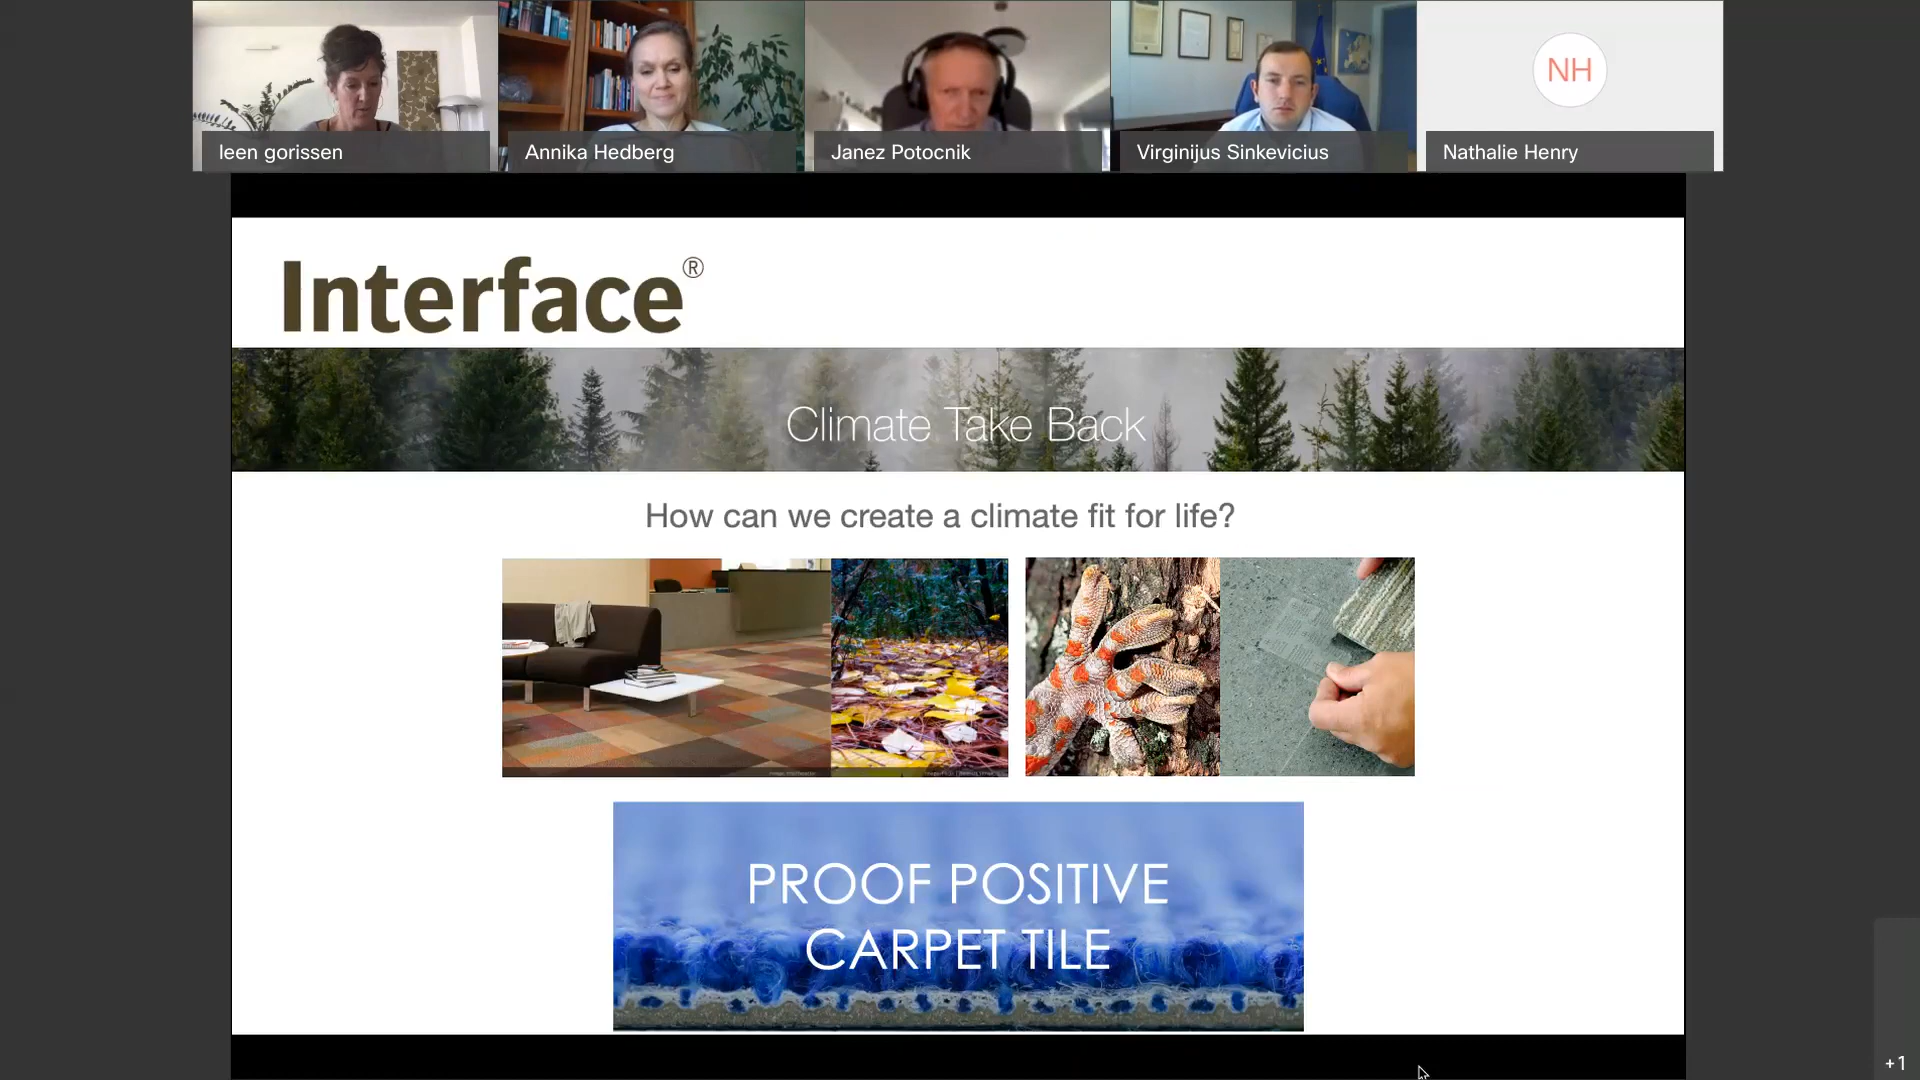 leen gorissen
Annika Hedberg
Janez Potocnik
Virginijus Sinkevicius
NH
Nathalie Henry
Interface®
Climate Take Back
How can we create a climate fit for life?
PROOF POSITIVE
CARPET TILE
+1